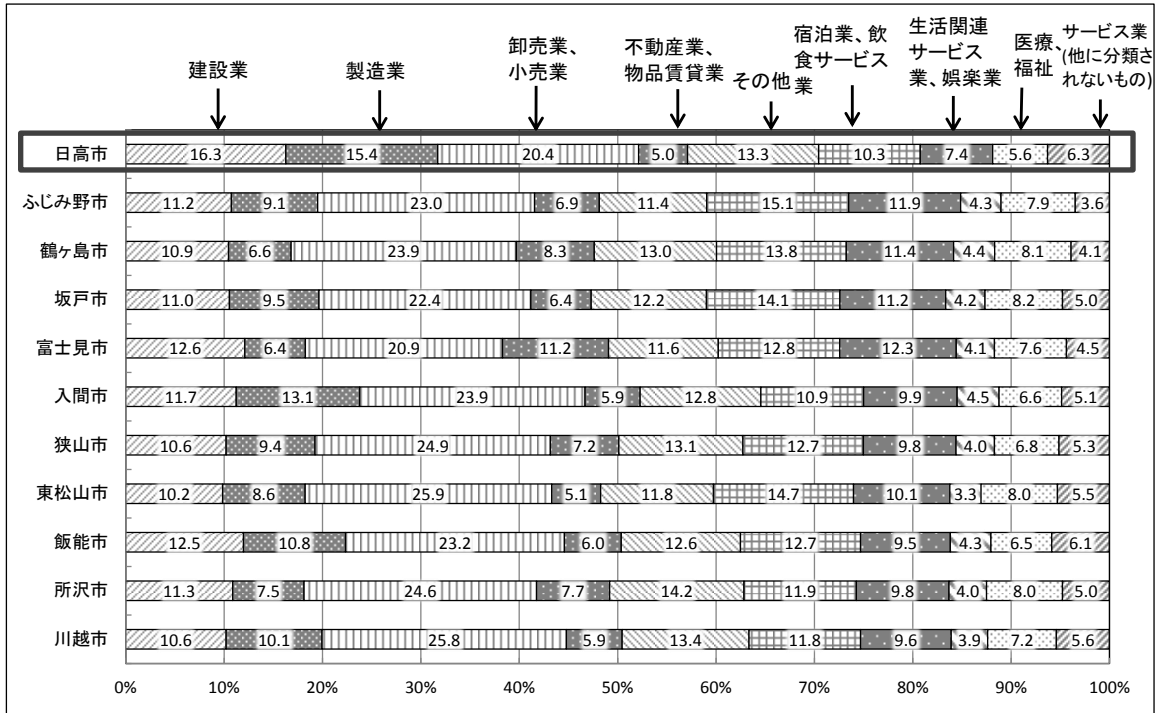 建設業
製造業
卸売業、
小売業
不動産業、
物品賃貸業
その他
宿泊業、飲
食サービス
業
生活関連
サービス
業、娯楽業
医療、
福祉
サービス業
(他に分類さ
れないもの)
日高市 16.3 15.4 20.4 5.0 13.3 10.3 7.4 5.6 6.3
ふじみ野市 11.2 9.1 23.0 6.9 11.4 15.1 11.9 4.3 7.9 3.6
鶴ヶ島市 10.9 6.6 23.9 8.3 13.0 13.8 11.4 4.4 8.1 4.1
坂戸市 11.0 9.5 22.4 6.4 12.2 14.1 11.2 4.2 8.2 5.0
富士見市 12.6 6.4 20.9 11.2 11.6 12.8 12.3 4.1 7.6 4.5
入間市 11.7 13.1 23.9 5.9 12.8 10.9 9.9 4.5 6.6 5.1
狭山市 10.6 9.4 24.9 7.2 13.1 12.7 9.8 4.0 6.8 5.3
東松山市 10.2 8.6 25.9 5.1 11.8 14.7 10.1 3.3 8.0 5.5
飯能市 12.5 10.8 23.2 6.0 12.6 12.7 9.5 4.3 6.5 6.1
所沢市 11.3 7.5 24.6 7.7 14.2 11.9 9.8 4.0 8.0 5.0
川越市 10.6 10.1 25.8 5.9 13.4 11.8 9.6 3.9 7.2 5.6
0% 10% 20% 30% 40% 50% 60% 70% 80% 90% 100%